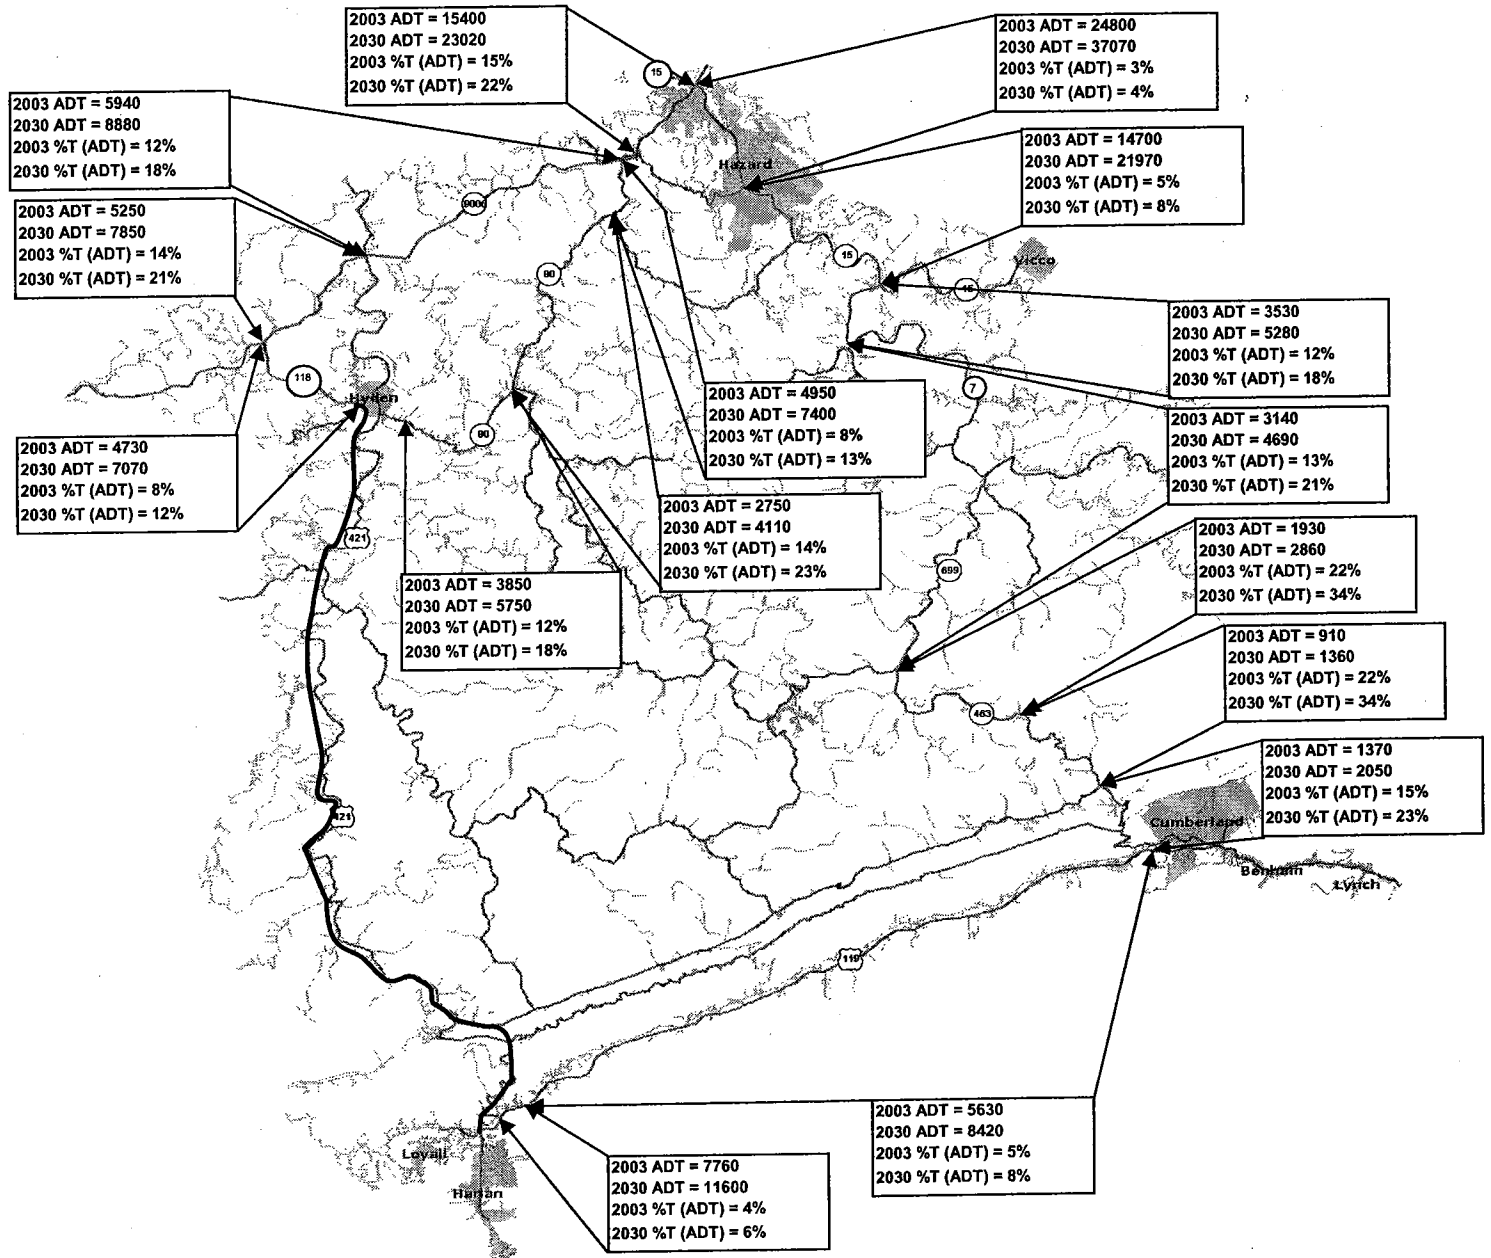 2003 ADT = 15400
2030 ADT = 23020
2003 %T (ADT) = 15%
2030 %T (ADT) = 22%
2003 ADT = 24800
2030 ADT = 37070
2003 %T (ADT) = 3%
2030 %T (ADT) = 4%
15
2003 ADT = 5940
2030 ADT = 8880
2003 %T (ADT) = 12%
2030 %T (ADT) = 18%
2003 ADT = 14700
2030 ADT = 21970
2003 %T (ADT) = 5%
2030 %T (ADT) = 8%
Hazard
2003 ADT = 5250
2030 ADT = 7850
2003 %T (ADT) = 14%
2030 %T (ADT) = 21%
9006
15
Vicco
80
15
2003 ADT = 3530
2030 ADT = 5280
2003 %T (ADT) = 12%
2030 %T (ADT) = 18%
118
Hyden
7
2003 ADT = 4950
2030 ADT = 7400
2003 %T (ADT) = 8%
2030 %T (ADT) = 13%
2003 ADT = 3140
2030 ADT = 4690
2003 %T (ADT) = 13%
2030 %T (ADT) = 21%
80
2003 ADT = 4730
2030 ADT = 7070
2003 %T (ADT) = 8%
2030 %T (ADT) = 12%
2003 ADT = 2750
2030 ADT = 4110
2003 %T (ADT) = 14%
2030 %T (ADT) = 23%
2003 ADT = 1930
2030 ADT = 2860
2003 %T (ADT) = 22%
2030 %T (ADT) = 34%
421
699
2003 ADT = 3850
2030 ADT = 5750
2003 %T (ADT) = 12%
2030 %T (ADT) = 18%
2003 ADT = 910
2030 ADT = 1360
2003 %T (ADT) = 22%
2030 %T (ADT) = 34%
463
2003 ADT = 1370
2030 ADT = 2050
2003 %T (ADT) = 15%
2030 %T (ADT) = 23%
421
Cumberland
Benham
Lynch
119
2003 ADT = 5630
2030 ADT = 8420
2003 %T (ADT) = 5%
2030 %T (ADT) = 8%
Loyall
Harlan
2003 ADT = 7760
2030 ADT = 11600
2003 %T (ADT) = 4%
2030 %T (ADT) = 6%